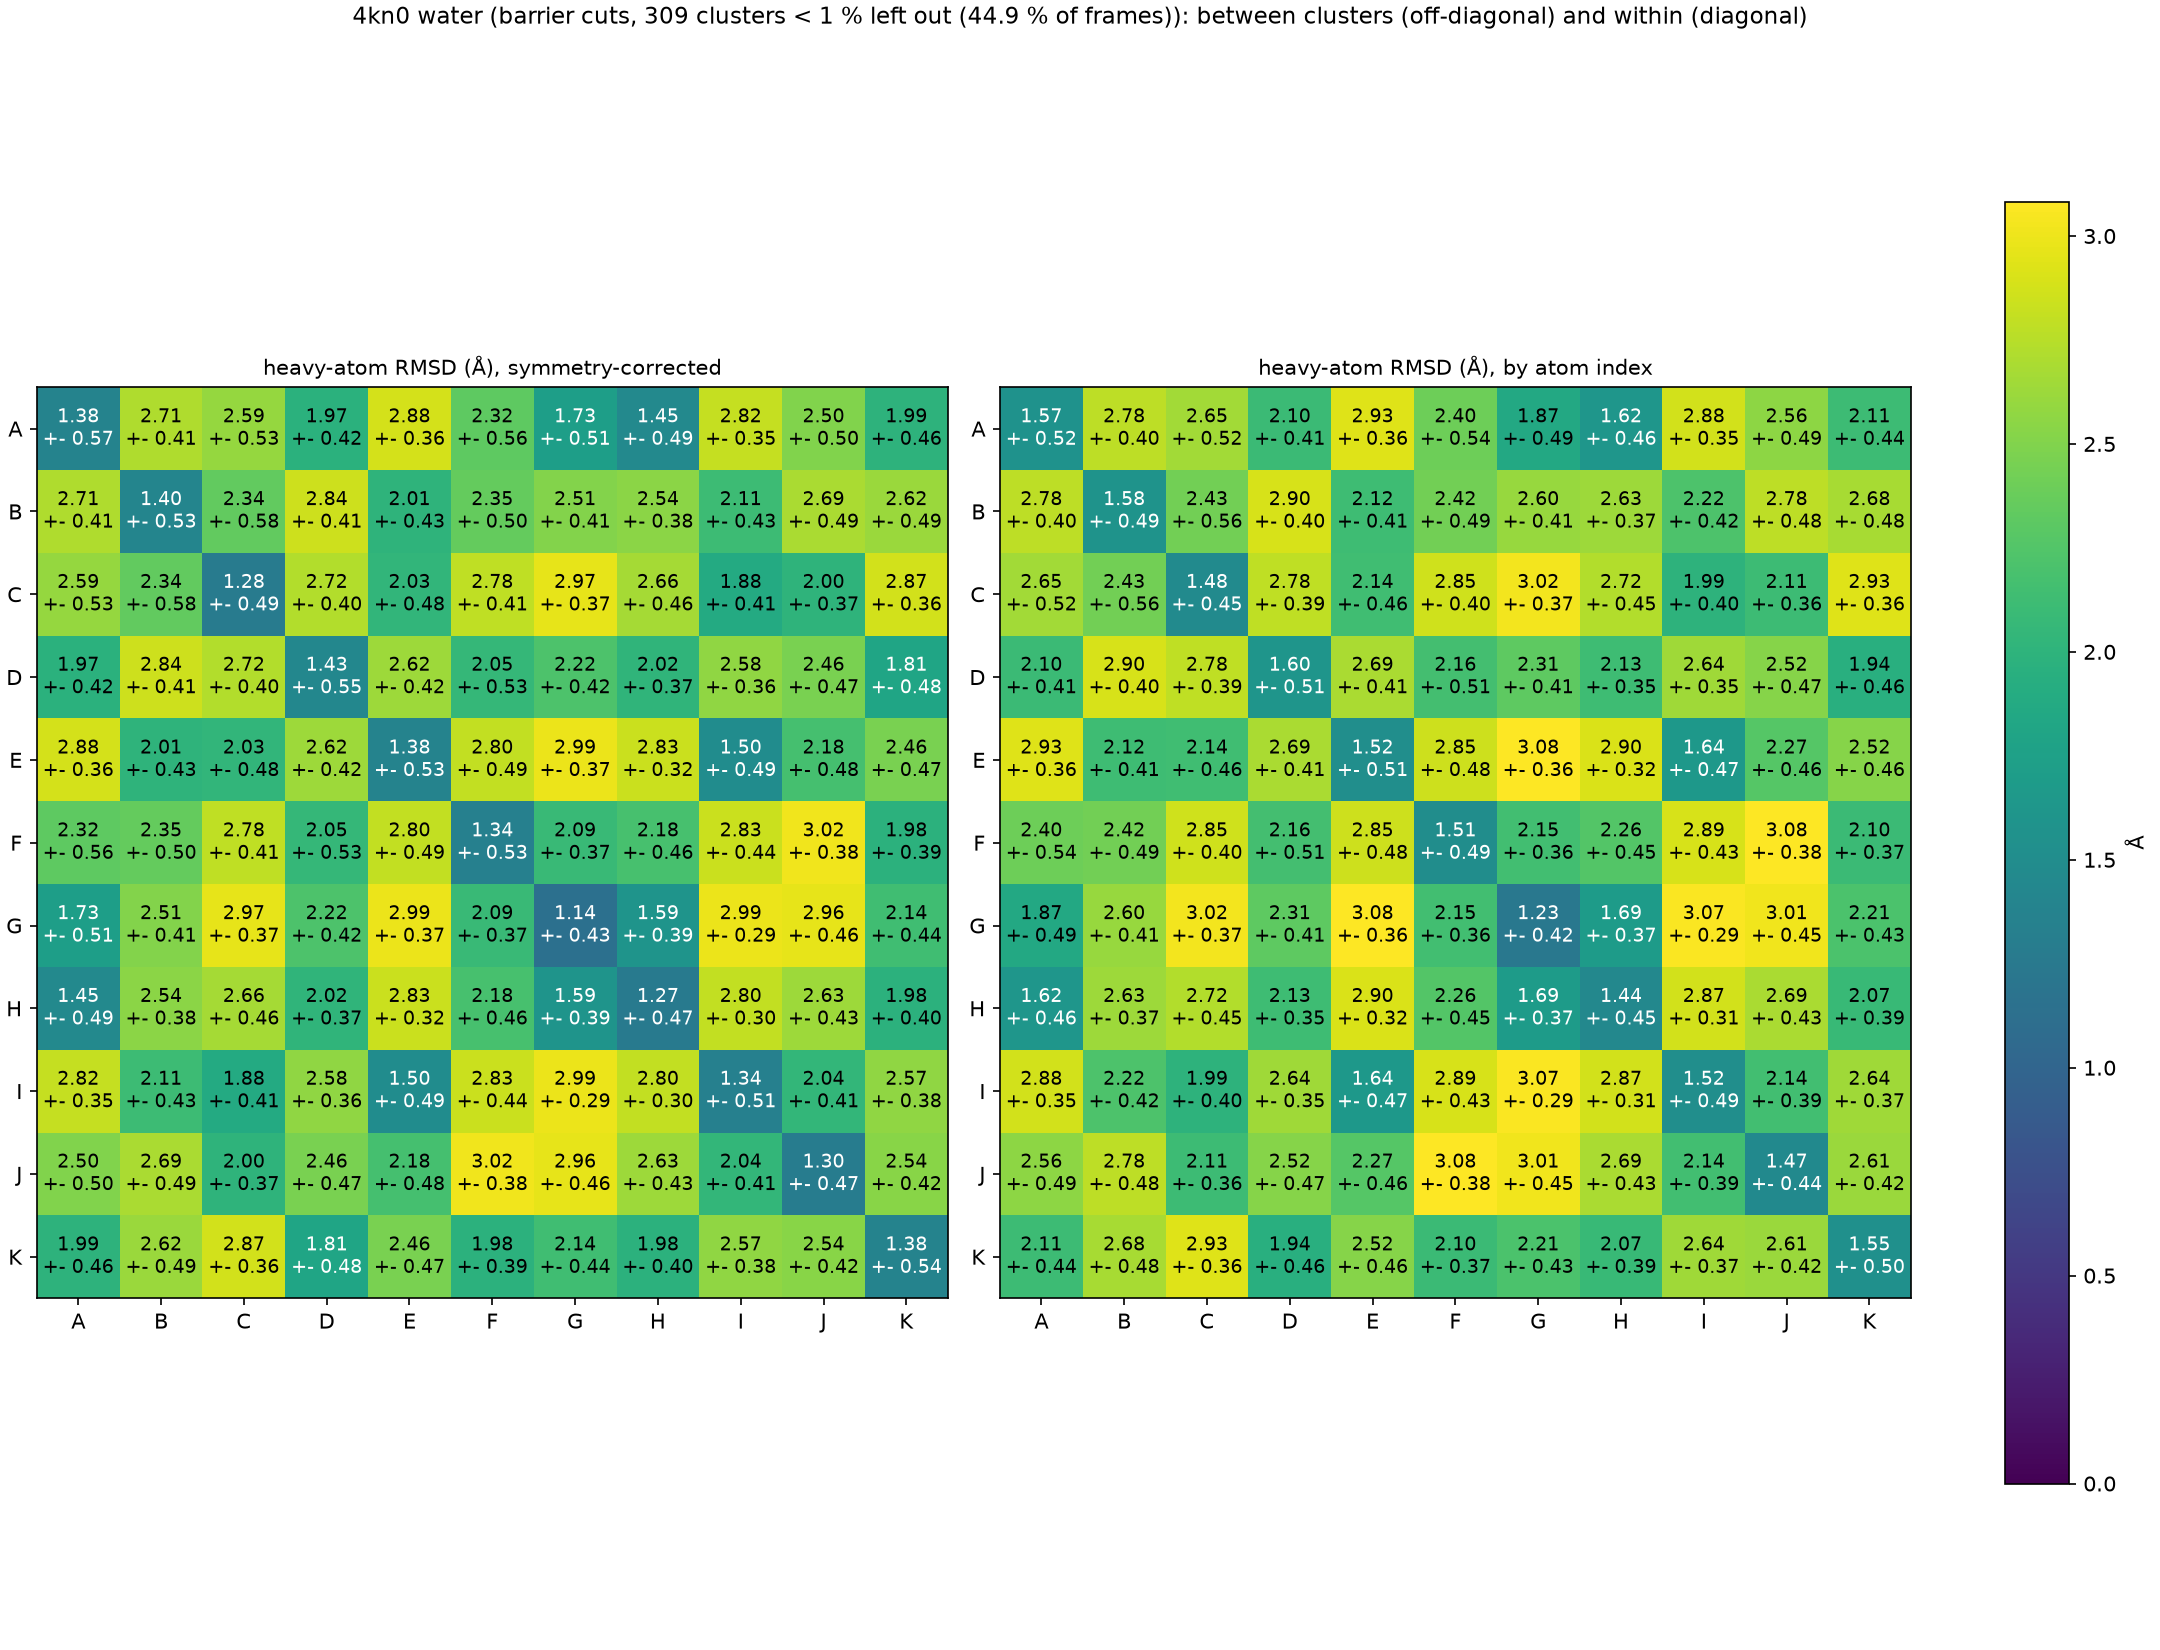 4kn0 water (barrier cuts, 309 clusters < 1 % left out (44.9 % of frames)): between clusters (off-diagonal) and within (diagonal)
heavy-atom RMSD (Å), symmetry-corrected
A 1.38 2.71 2.59 1.97 2.88 2.32 1.73 1.45 2.82 2.50 1.99
+- 0.57 +- 0.41 +- 0.53 +- 0.42 +- 0.36 +- 0.56 +- 0.51 +- 0.49 +- 0.35 +- 0.50 +- 0.46
B 2.71 1.40 2.34 2.84 2.01 2.35 2.51 2.54 2.11 2.69 2.62
+- 0.41 +- 0.53 +- 0.58 +- 0.41 +- 0.43 +- 0.50 +- 0.41 +- 0.38 +- 0.43 +- 0.49 +- 0.49
C 2.59 2.34 1.28 2.72 2.03 2.78 2.97 2.66 1.88 2.00 2.87
+- 0.53 +- 0.58 +- 0.49 +- 0.40 +- 0.48 +- 0.41 +- 0.37 +- 0.46 +- 0.41 +- 0.37 +- 0.36
D 1.97 2.84 2.72 1.43 2.62 2.05 2.22 2.02 2.58 2.46 1.81
+- 0.42 +- 0.41 +- 0.40 +- 0.55 +- 0.42 +- 0.53 +- 0.42 +- 0.37 +- 0.36 +- 0.47 +- 0.48
E 2.88 2.01 2.03 2.62 1.38 2.80 2.99 2.83 1.50 2.18 2.46
+- 0.36 +- 0.43 +- 0.48 +- 0.42 +- 0.53 +- 0.49 +- 0.37 +- 0.32 +- 0.49 +- 0.48 +- 0.47
F 2.32 2.35 2.78 2.05 2.80 1.34 2.09 2.18 2.83 3.02 1.98
+- 0.56 +- 0.50 +- 0.41 +- 0.53 +- 0.49 +- 0.53 +- 0.37 +- 0.46 +- 0.44 +- 0.38 +- 0.39
G 1.73 2.51 2.97 2.22 2.99 2.09 1.14 1.59 2.99 2.96 2.14
+- 0.51 +- 0.41 +- 0.37 +- 0.42 +- 0.37 +- 0.37 +- 0.43 +- 0.39 +- 0.29 +- 0.46 +- 0.44
H 1.45 2.54 2.66 2.02 2.83 2.18 1.59 1.27 2.80 2.63 1.98
+- 0.49 +- 0.38 +- 0.46 +- 0.37 +- 0.32 +- 0.46 +- 0.39 +- 0.47 +- 0.30 +- 0.43 +- 0.40
I 2.82 2.11 1.88 2.58 1.50 2.83 2.99 2.80 1.34 2.04 2.57
+- 0.35 +- 0.43 +- 0.41 +- 0.36 +- 0.49 +- 0.44 +- 0.29 +- 0.30 +- 0.51 +- 0.41 +- 0.38
J 2.50 2.69 2.00 2.46 2.18 3.02 2.96 2.63 2.04 1.30 2.54
+- 0.50 +- 0.49 +- 0.37 +- 0.47 +- 0.48 +- 0.38 +- 0.46 +- 0.43 +- 0.41 +- 0.47 +- 0.42
K 1.99 2.62 2.87 1.81 2.46 1.98 2.14 1.98 2.57 2.54 1.38
+- 0.46 +- 0.49 +- 0.36 +- 0.48 +- 0.47 +- 0.39 +- 0.44 +- 0.40 +- 0.38 +- 0.42 +- 0.54
A B C D E F G H I J K
heavy-atom RMSD (Å), by atom index
A 1.57 2.78 2.65 2.10 2.93 2.40 1.87 1.62 2.88 2.56 2.11
+- 0.52 +- 0.40 +- 0.52 +- 0.41 +- 0.36 +- 0.54 +- 0.49 +- 0.46 +- 0.35 +- 0.49 +- 0.44
B 2.78 1.58 2.43 2.90 2.12 2.42 2.60 2.63 2.22 2.78 2.68
+- 0.40 +- 0.49 +- 0.56 +- 0.40 +- 0.41 +- 0.49 +- 0.41 +- 0.37 +- 0.42 +- 0.48 +- 0.48
C 2.65 2.43 1.48 2.78 2.14 2.85 3.02 2.72 1.99 2.11 2.93
+- 0.52 +- 0.56 +- 0.45 +- 0.39 +- 0.46 +- 0.40 +- 0.37 +- 0.45 +- 0.40 +- 0.36 +- 0.36
D 2.10 2.90 2.78 1.60 2.69 2.16 2.31 2.13 2.64 2.52 1.94
+- 0.41 +- 0.40 +- 0.39 +- 0.51 +- 0.41 +- 0.51 +- 0.41 +- 0.35 +- 0.35 +- 0.47 +- 0.46
E 2.93 2.12 2.14 2.69 1.52 2.85 3.08 2.90 1.64 2.27 2.52
+- 0.36 +- 0.41 +- 0.46 +- 0.41 +- 0.51 +- 0.48 +- 0.36 +- 0.32 +- 0.47 +- 0.46 +- 0.46
F 2.40 2.42 2.85 2.16 2.85 1.51 2.15 2.26 2.89 3.08 2.10
+- 0.54 +- 0.49 +- 0.40 +- 0.51 +- 0.48 +- 0.49 +- 0.36 +- 0.45 +- 0.43 +- 0.38 +- 0.37
G 1.87 2.60 3.02 2.31 3.08 2.15 1.23 1.69 3.07 3.01 2.21
+- 0.49 +- 0.41 +- 0.37 +- 0.41 +- 0.36 +- 0.36 +- 0.42 +- 0.37 +- 0.29 +- 0.45 +- 0.43
H 1.62 2.63 2.72 2.13 2.90 2.26 1.69 1.44 2.87 2.69 2.07
+- 0.46 +- 0.37 +- 0.45 +- 0.35 +- 0.32 +- 0.45 +- 0.37 +- 0.45 +- 0.31 +- 0.43 +- 0.39
I 2.88 2.22 1.99 2.64 1.64 2.89 3.07 2.87 1.52 2.14 2.64
+- 0.35 +- 0.42 +- 0.40 +- 0.35 +- 0.47 +- 0.43 +- 0.29 +- 0.31 +- 0.49 +- 0.39 +- 0.37
J 2.56 2.78 2.11 2.52 2.27 3.08 3.01 2.69 2.14 1.47 2.61
+- 0.49 +- 0.48 +- 0.36 +- 0.47 +- 0.46 +- 0.38 +- 0.45 +- 0.43 +- 0.39 +- 0.44 +- 0.42
K 2.11 2.68 2.93 1.94 2.52 2.10 2.21 2.07 2.64 2.61 1.55
+- 0.44 +- 0.48 +- 0.36 +- 0.46 +- 0.46 +- 0.37 +- 0.43 +- 0.39 +- 0.37 +- 0.42 +- 0.50
A B C D E F G H I J K
3.0
2.5
2.0
1.5
1.0
0.5
0.0
Å